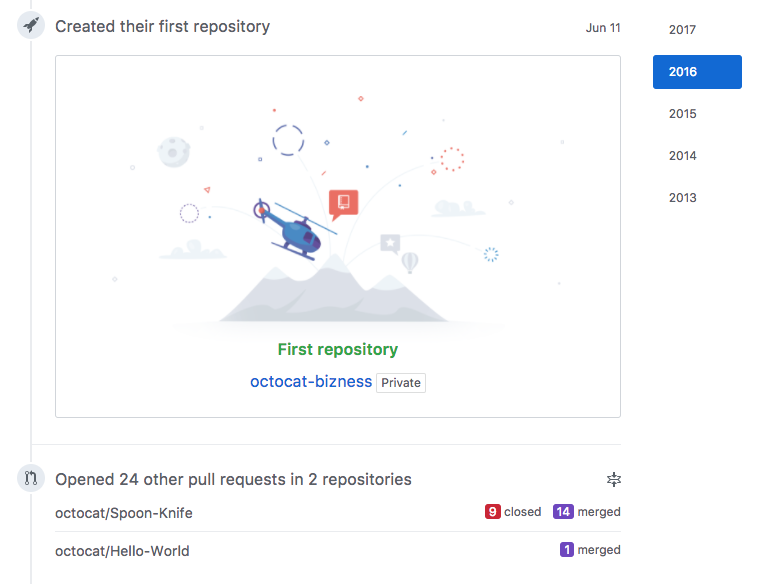 Created their first repository Jun 11
2017
2016
2015
2014
2013
First repository
octocat-bizness Private
Opened 24 other pull requests in 2 repositories
octocat/Spoon-Knife 9 closed 14 merged
octocat/Hello-World 1 merged